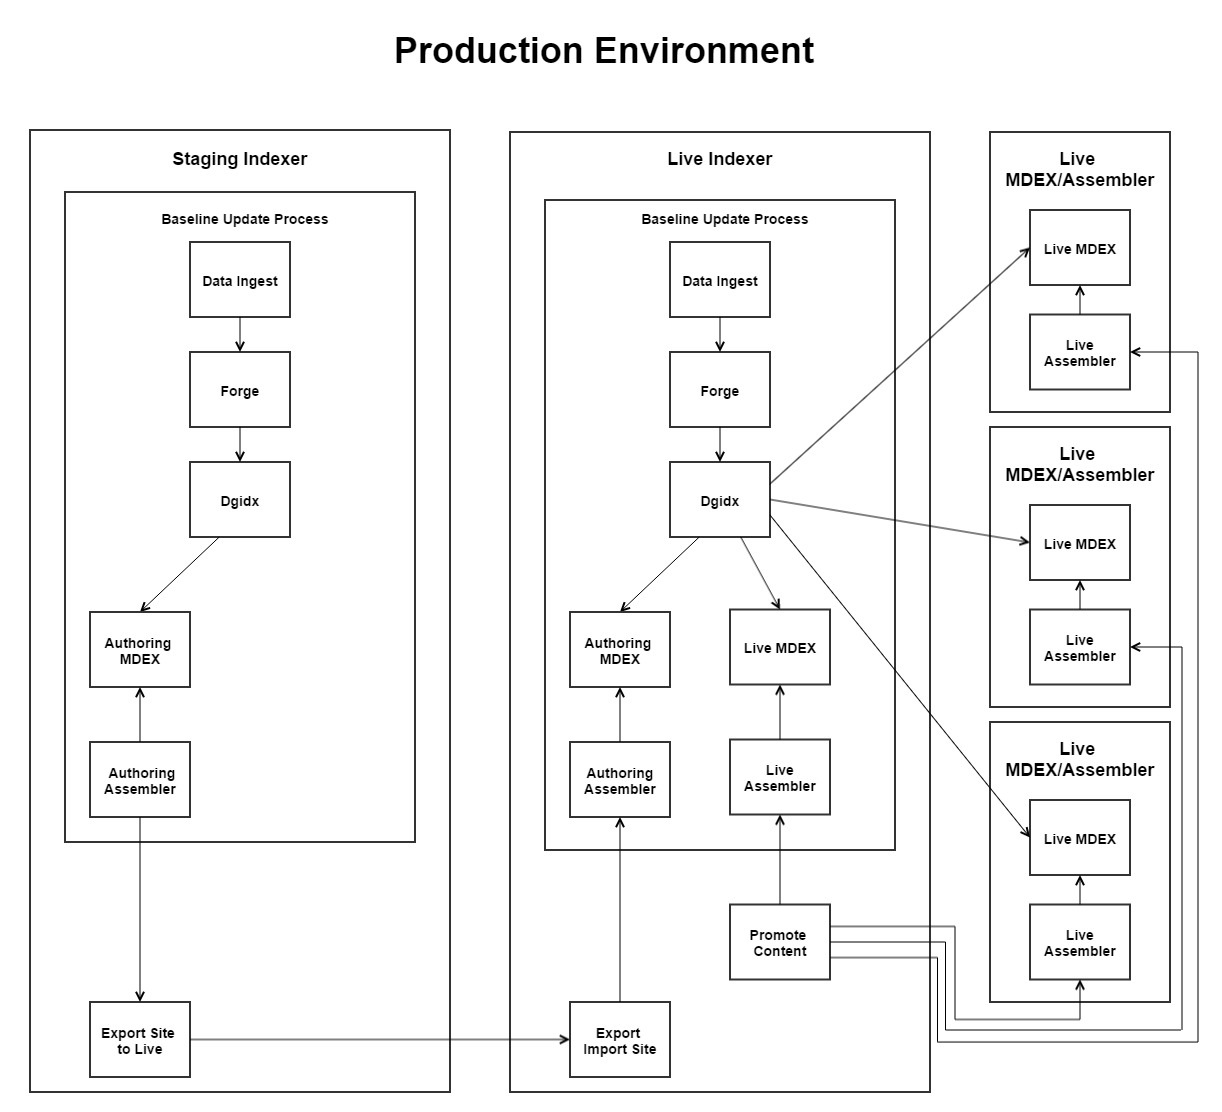 Production Environment
Staging Indexer
Baseline Update Process
Data Ingest
Forge
Dgidx
Authoring
MDEX
Authoring
Assembler
Export Site
to Live
Live Indexer
Baseline Update Process
Data Ingest
Forge
Dgidx
Authoring
MDEX
Live MDEX
Authoring
Assembler
Live
Assembler
Promote
Content
Export
Import Site
Live
MDEX/Assembler
Live MDEX
Live
Assembler
Live
MDEX/Assembler
Live MDEX
Live
Assembler
Live
MDEX/Assembler
Live MDEX
Live
Assembler